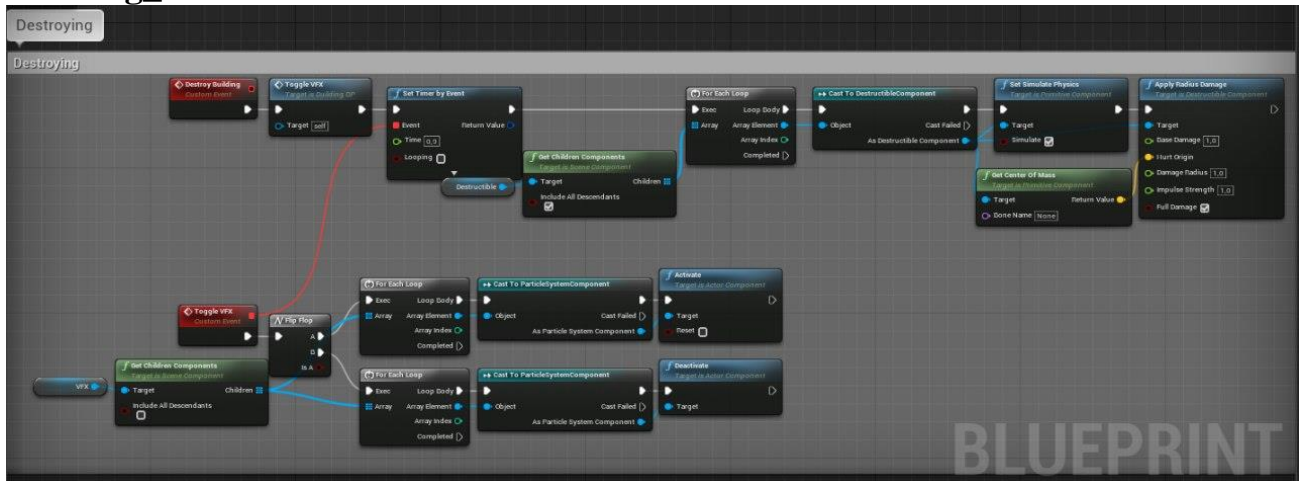 Destroying
Destroying
Destroy Building
Custom Event
Toggle VFX
Target is Building BP
Target self
Set Timer by Event
Event Return Value
Time 0,0
Looping
Destructible
Get Children Components
Target is Scene Component
Target Children
Include All Descendants
For Each Loop
Exec Loop Body
Array Array Element
Array Index
Completed
Cast To DestructibleComponent
Object Cast Failed
As Destructible Component
Set Simulate Physics
Target is Primitive Component
Target
Simulate
Get Center Of Mass
Target is Primitive Component
Target Return Value
Bone Name None
Apply Radius Damage
Target is Destructible Component
Target
Base Damage 1,0
Hurt Origin
Damage Radius 1,0
Impulse Strength 1,0
Full Damage
Toggle VFX
Custom Event
Flip Flop
A
B
Is A
VFX
Get Children Components
Target is Scene Component
Target Children
Include All Descendants
For Each Loop
Exec Loop Body
Array Array Element
Array Index
Completed
Cast To ParticleSystemComponent
Object Cast Failed
As Particle System Component
Activate
Target is Actor Component
Target
Reset
For Each Loop
Exec Loop Body
Array Array Element
Array Index
Completed
Cast To ParticleSystemComponent
Object Cast Failed
As Particle System Component
Deactivate
Target is Actor Component
Target
BLUEPRINT